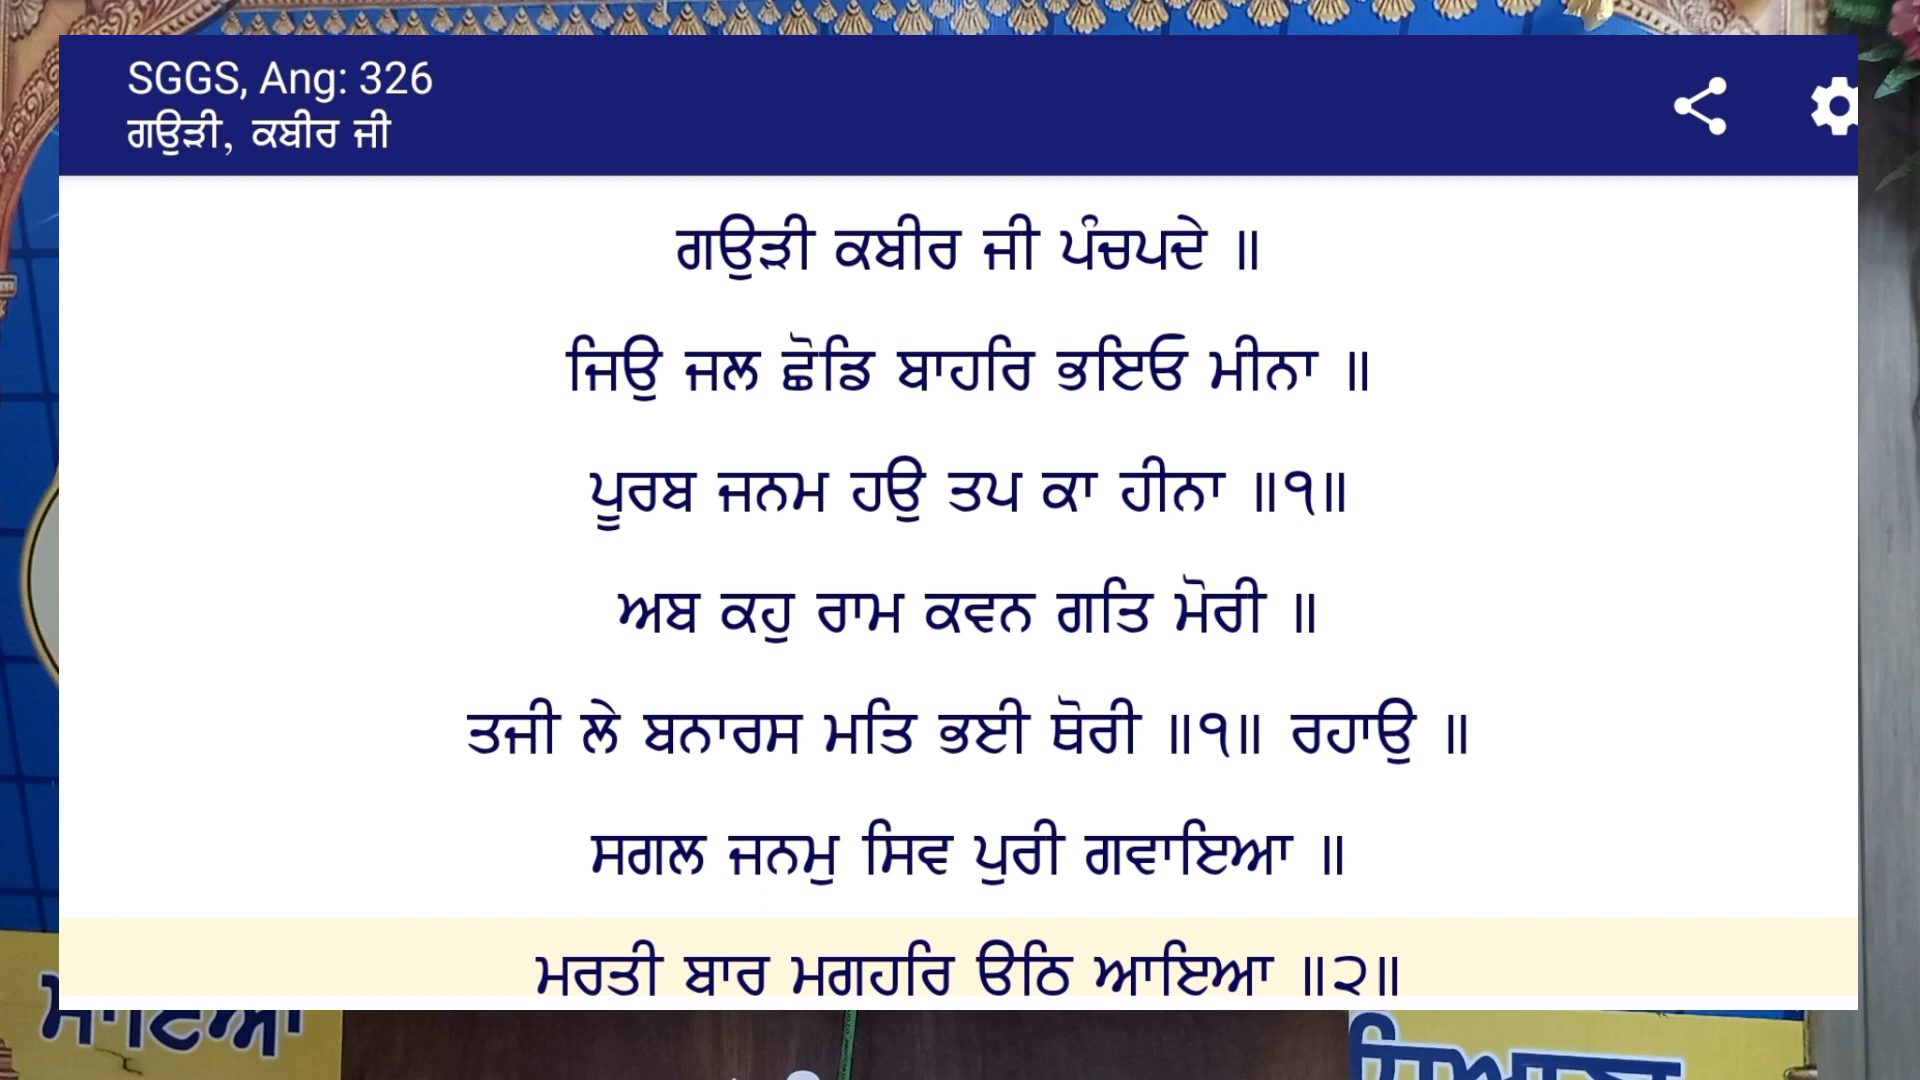 SGGS, Ang: 326
ਗਉੜੀ, ਕਬੀਰ ਜੀ
ਗਉੜੀ ਕਬੀਰ ਜੀ ਪੰਚਪਦੇ ॥
ਜਿਉ ਜਲ ਛੋਡਿ ਬਾਹਰਿ ਭਇਓ ਮੀਨਾ ॥
ਪੂਰਬ ਜਨਮ ਹਉ ਤਪ ਕਾ ਹੀਨਾ ॥੧॥
ਅਬ ਕਹੁ ਰਾਮ ਕਵਨ ਗਤਿ ਮੋਰੀ ॥
ਤਜੀ ਲੇ ਬਨਾਰਸ ਮਤਿ ਭਈ ਥੋਰੀ ॥੧॥ ਰਹਾਉ ॥
ਸਗਲ ਜਨਮੁ ਸਿਵ ਪੁਰੀ ਗਵਾਇਆ ॥
ਮਰਤੀ ਬਾਰ ਮਗਹਰਿ ੳਠਿ ਆਇਆ ॥੨॥